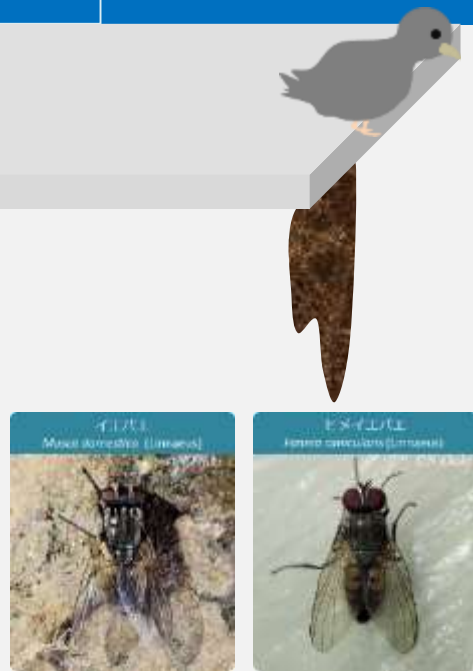 イエバエ
Musca domestica (Linnaeus)
ヒメイエバエ
Fannia canicularis (Linnaeus)